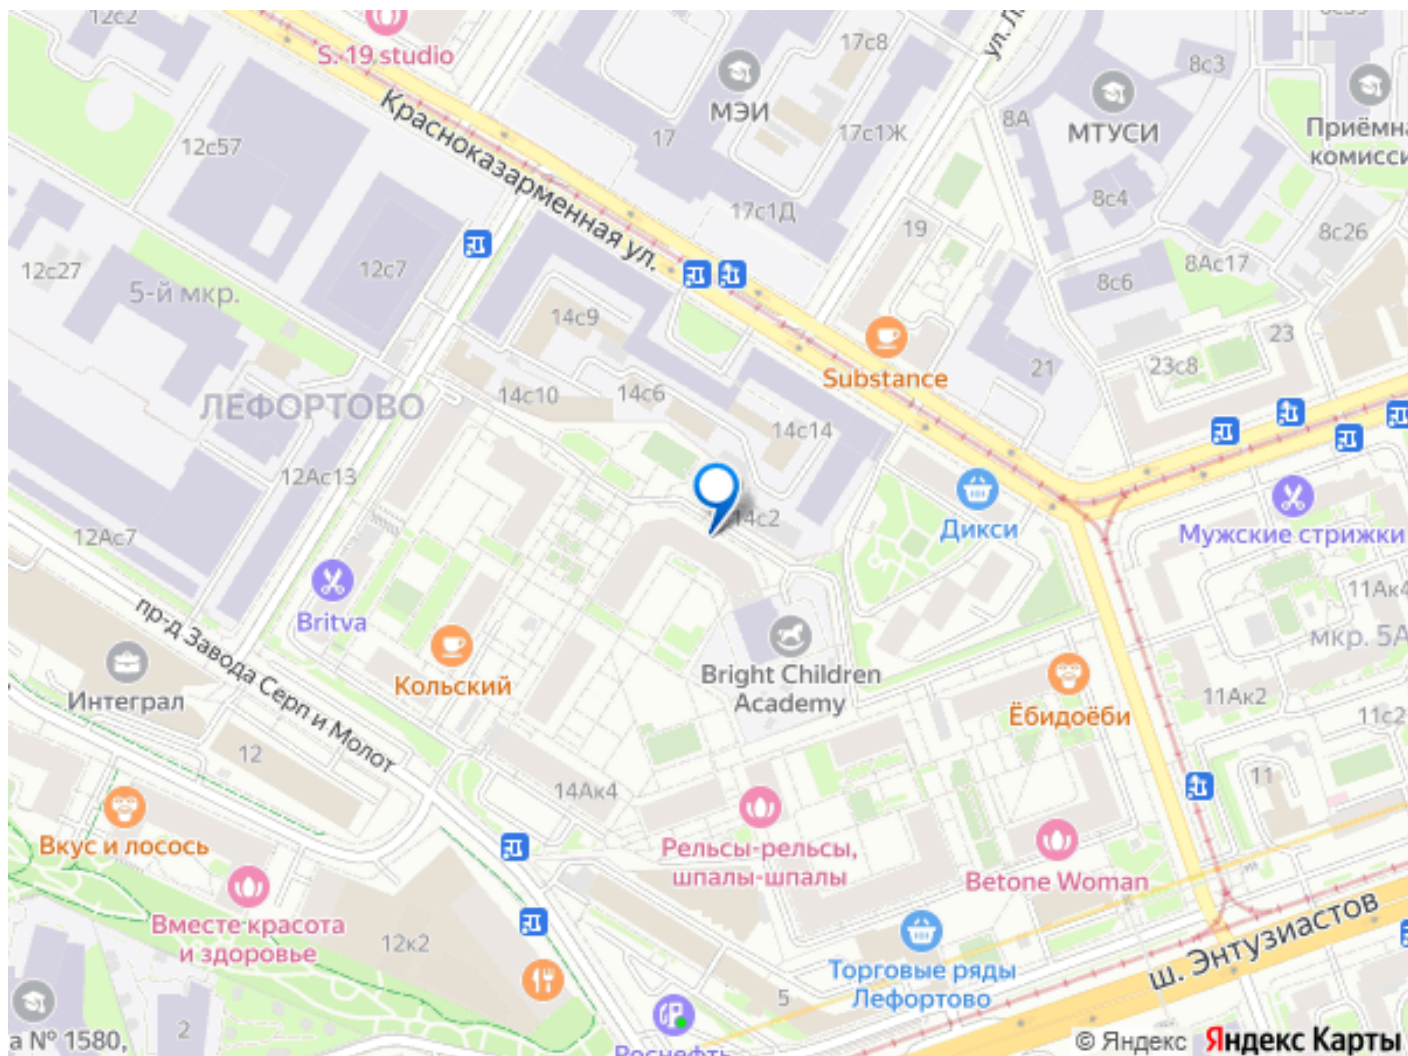 12с2
S.-19 studio
17с8
ул. Л
8с3
МЭИ
Красноказарменная ул.
12с57
17
17с1Ж
8А
МТУСИ
Приёмна
комисси
8с4
17с1Д
19
8с26
12с27
12с7
5-й мкр.
8Ас17
8с6
14с9
23
Substance
21
23с8
ЛЕФОРТОВО
14с10
14с6
14с14
12Ас13
14с2
Дикси
Мужские стрижки
12Ас7
11Ак4
Britva
пр-д Завода Серп и Молот
мкр. 5А
Bright Children
Academy
Интеграл
Кольский
11Ак2
Ёбидоёби
11с2
12
14Ак4
11
Вкус и лосось
Рельсы-рельсы,
шпалы-шпалы
Betone Woman
Вместе красота
и здоровье
12к2
ш. Энтузиастов
Торговые ряды
Лефортово
5
2
а № 1580,
Роснефть
© Яндекс Яндекс Карты